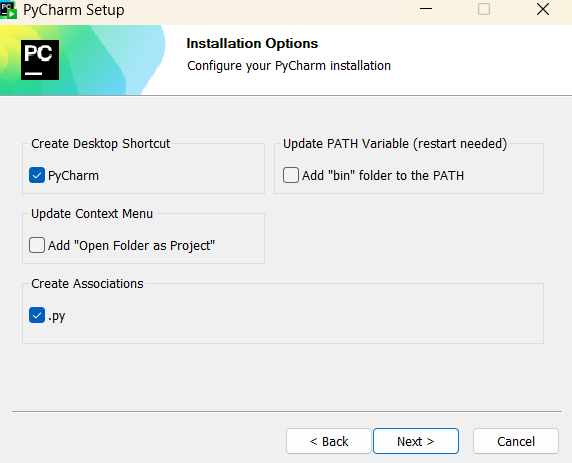 PyCharm Setup
PC
Installation Options
Configure your PyCharm installation
Create Desktop Shortcut
PyCharm
Update PATH Variable (restart needed)
Add "bin" folder to the PATH
Update Context Menu
Add "Open Folder as Project"
Create Associations
.py
< Back
Next >
Cancel